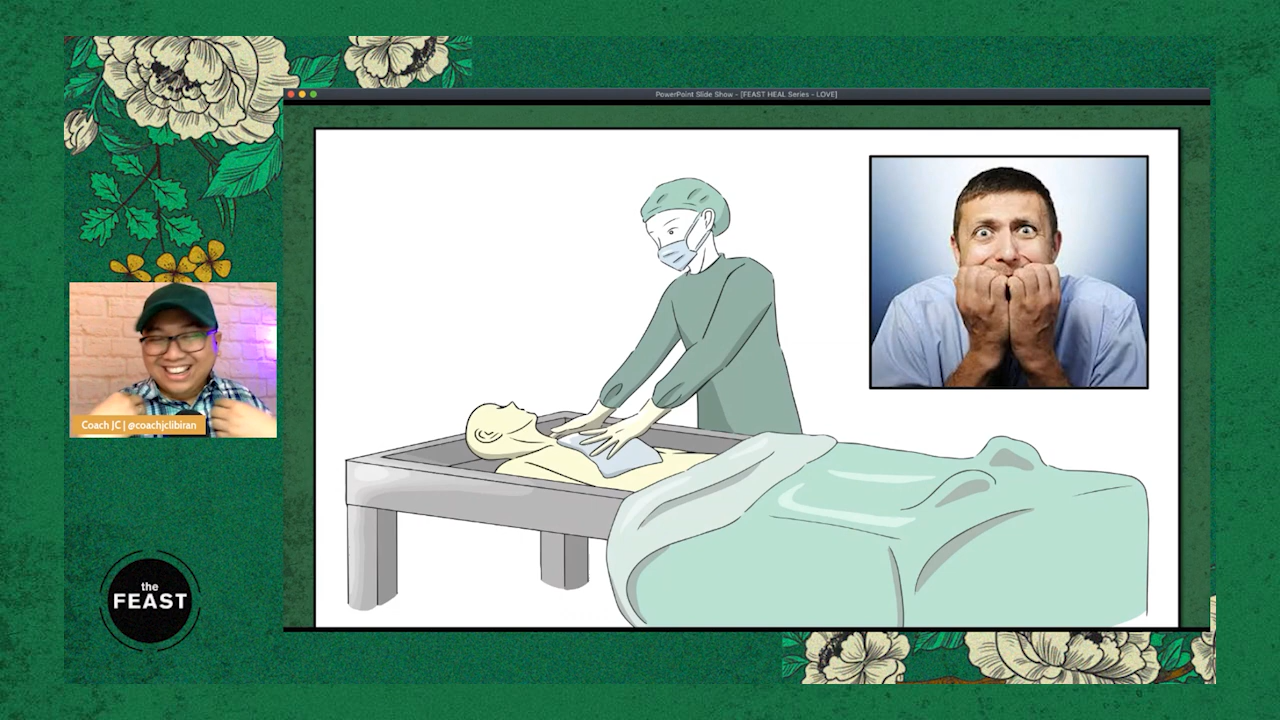 PowerPoint Slide Show - [FEAST HEAL Series - LOVE]
Coach JC | @coachjclibiran
the
FEAST